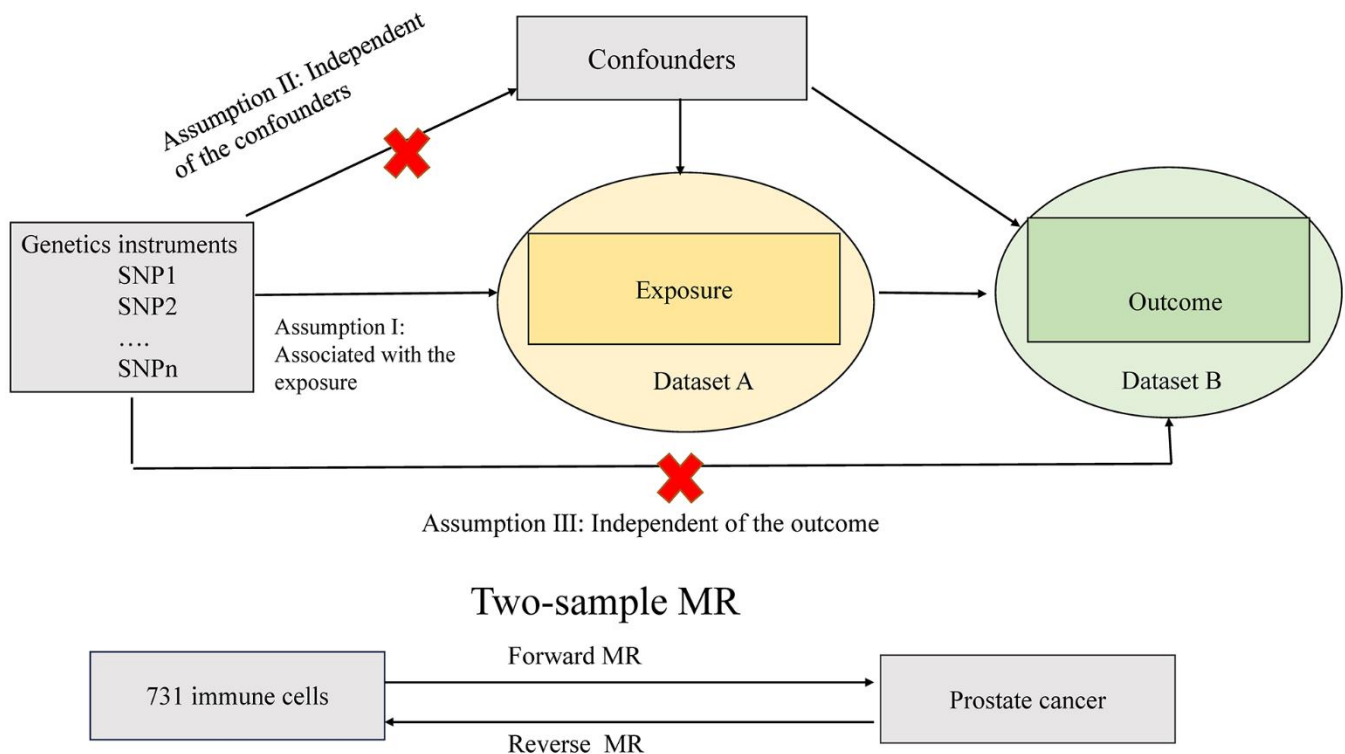 Confounders
Assumption II: Independent
of the confounders
Genetics instruments
SNP1
SNP2
....
SNPn
Assumption I:
Associated with the
exposure
Exposure
Dataset A
Outcome
Dataset B
Assumption III: Independent of the outcome
Two-sample MR
731 immune cells
Forward MR
Reverse MR
Prostate cancer